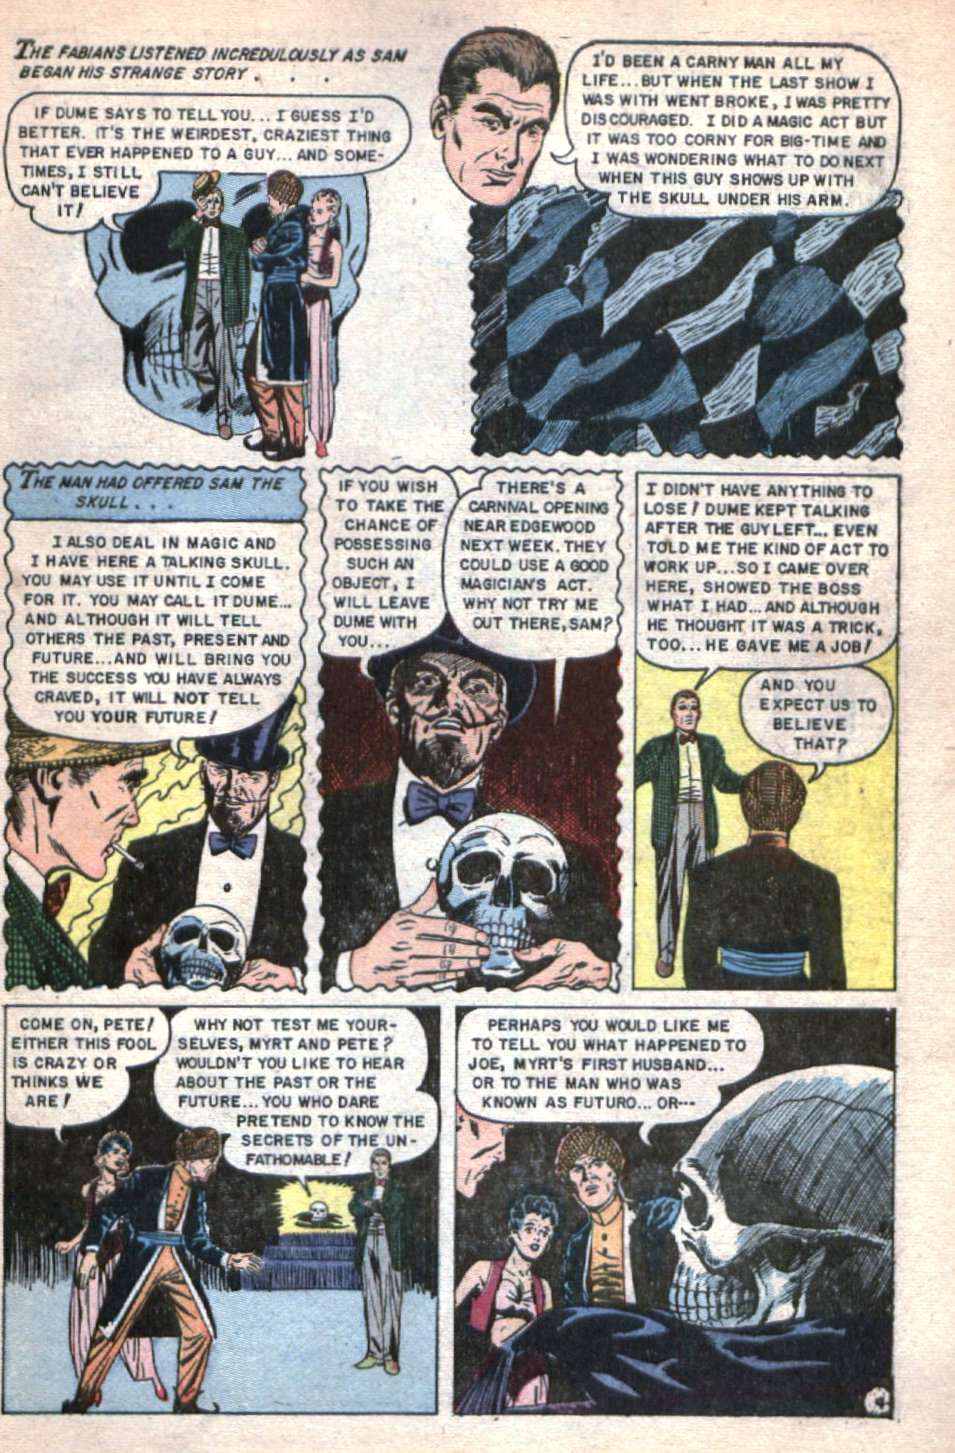 THE FABIANS LISTENED INCREDULOUSLY AS SAM
BEGAN HIS STRANGE STORY . . .
IF DUME SAYS TO TELL YOU... I GUESS I'D
BETTER. IT'S THE WEIRDEST, CRAZIEST THING
THAT EVER HAPPENED TO A GUY... AND SOME-
TIMES, I STILL
CAN'T BELIEVE
IT!
I'D BEEN A CARNY MAN ALL MY
LIFE... BUT WHEN THE LAST SHOW I
WAS WITH WENT BROKE, I WAS PRETTY
DISCOURAGED. I DID A MAGIC ACT BUT
IT WAS TOO CORNY FOR BIG-TIME AND
I WAS WONDERING WHAT TO DO NEXT
WHEN THIS GUY SHOWS UP WITH
THE SKULL UNDER HIS ARM.
THE MAN HAD OFFERED SAM THE
SKULL . . .
I ALSO DEAL IN MAGIC AND
I HAVE HERE A TALKING SKULL.
YOU MAY USE IT UNTIL I COME
FOR IT. YOU MAY CALL IT DUME...
AND ALTHOUGH IT WILL TELL
OTHERS THE PAST, PRESENT AND
FUTURE... AND WILL BRING YOU
THE SUCCESS YOU HAVE ALWAYS
CRAVED, IT WILL NOT TELL
YOU YOUR FUTURE!
IF YOU WISH
TO TAKE THE
CHANCE OF
POSSESSING
SUCH AN
OBJECT, I
WILL LEAVE
DUME WITH
YOU...
THERE'S A
CARNIVAL OPENING
NEAR EDGEWOOD
NEXT WEEK. THEY
COULD USE A GOOD
MAGICIAN'S ACT.
WHY NOT TRY ME
OUT THERE, SAM?
I DIDN'T HAVE ANYTHING TO
LOSE! DUME KEPT TALKING
AFTER THE GUY LEFT... EVEN
TOLD ME THE KIND OF ACT TO
WORK UP... SO I CAME OVER
HERE, SHOWED THE BOSS
WHAT I HAD... AND ALTHOUGH
HE THOUGHT IT WAS A TRICK,
TOO... HE GAVE ME A JOB!
AND YOU
EXPECT US TO
BELIEVE
THAT?
COME ON, PETE!
EITHER THIS FOOL
IS CRAZY OR
THINKS WE
ARE!
WHY NOT TEST ME YOUR-
SELVES, MYRT AND PETE?
WOULDN'T YOU LIKE TO HEAR
ABOUT THE PAST OR THE
FUTURE... YOU WHO DARE
PRETEND TO KNOW THE
SECRETS OF THE UN-
FATHOMABLE!
PERHAPS YOU WOULD LIKE ME
TO TELL YOU WHAT HAPPENED TO
JOE, MYRT'S FIRST HUSBAND...
OR TO THE MAN WHO WAS
KNOWN AS FUTURO... OR---